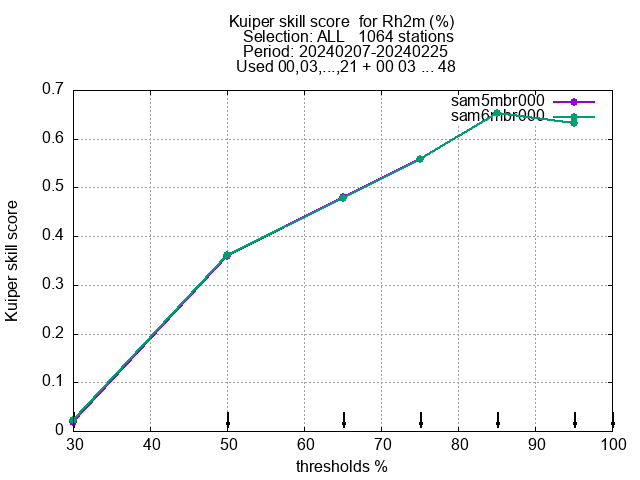 Kuiper skill score  for Rh2m (%)
Selection: ALL   1064 stations
Period: 20240207-20240225
Used 00,03,...,21 + 00 03 ... 48
sam5mbr000
sam6mbr000
0.7
0.6
0.5
0.4
0.3
0.2
0.1
0
Kuiper skill score
30 40 50 60 70 80 90 100
thresholds %